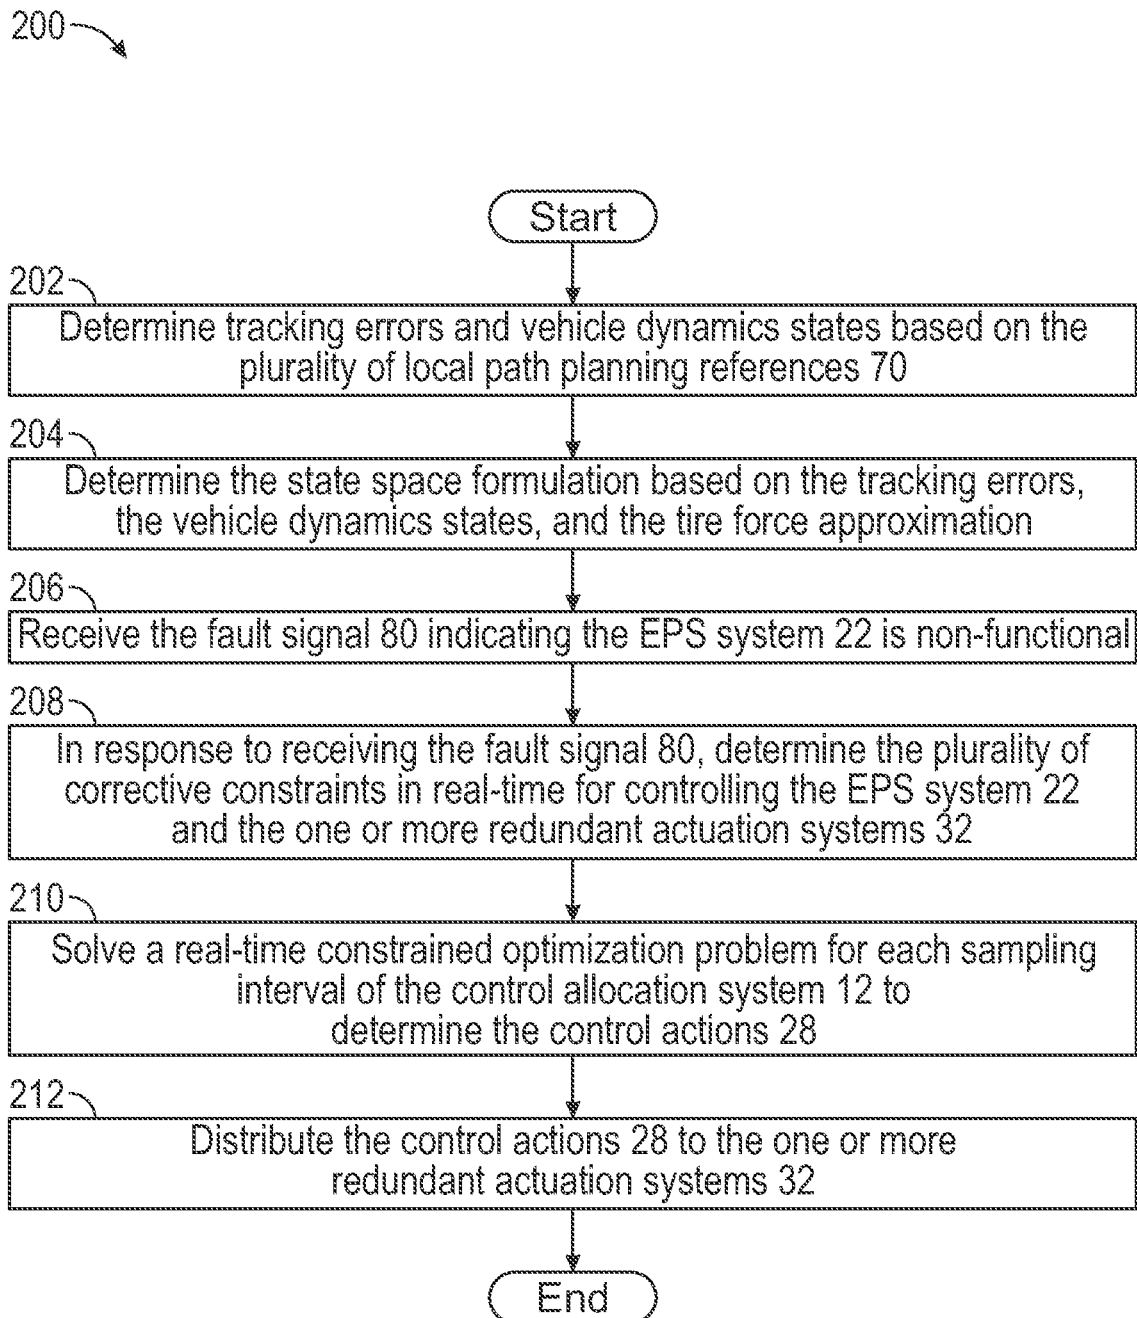 200
Start
202
Determine tracking errors and vehicle dynamics states based on the
plurality of local path planning references 70
204
Determine the state space formulation based on the tracking errors,
the vehicle dynamics states, and the tire force approximation
206
Receive the fault signal 80 indicating the EPS system 22 is non-functional
208
In response to receiving the fault signal 80, determine the plurality of
corrective constraints in real-time for controlling the EPS system 22
and the one or more redundant actuation systems 32
210
Solve a real-time constrained optimization problem for each sampling
interval of the control allocation system 12 to
determine the control actions 28
212
Distribute the control actions 28 to the one or more
redundant actuation systems 32
End